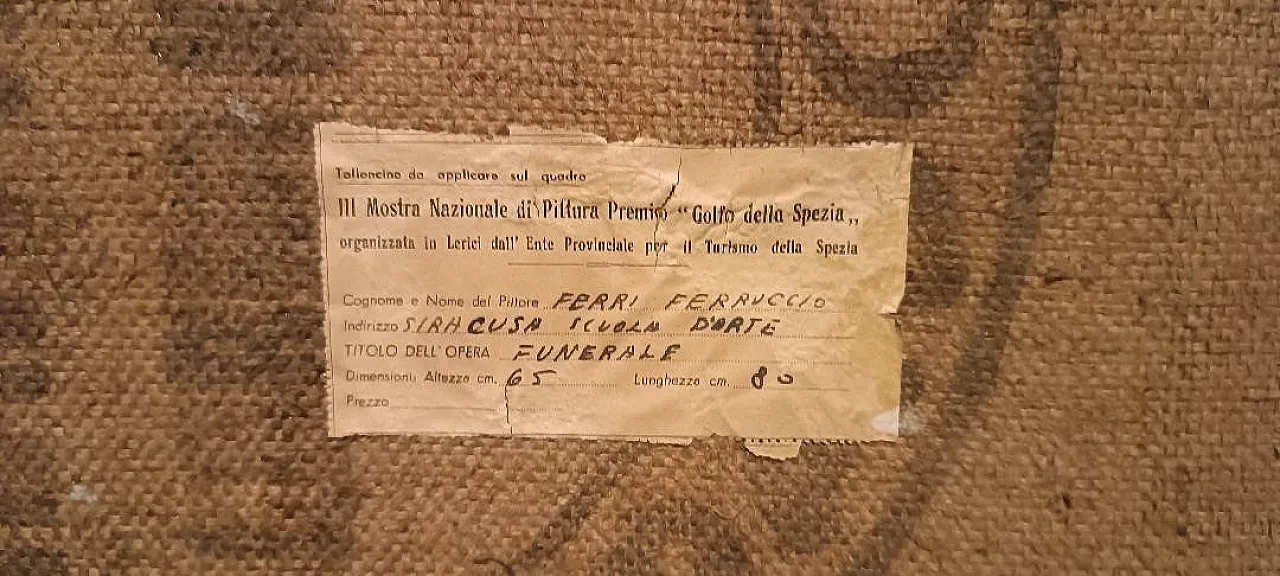 Talloncino da applicare sul quadro
III Mostra Nazionale di Pittura Premio “Golfo della Spezia„
organizzata in Lerici dall' Ente Provinciale per il Turismo della Spezia
Cognome e Nome del Pittore FERRI FERRUCCIO
Indirizzo SIRACUSA SCUOLA D'ARTE
TITOLO DELL'OPERA FUNERALE
Dimensioni: Altezza cm. 65 Lunghezza cm. 80
Prezzo